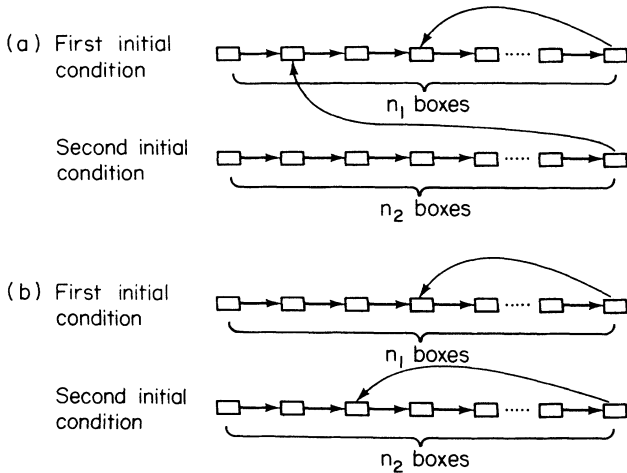 (a) First initial
condition
n₁ boxes
Second initial
condition
n₂ boxes
(b) First initial
condition
n₁ boxes
Second initial
condition
n₂ boxes